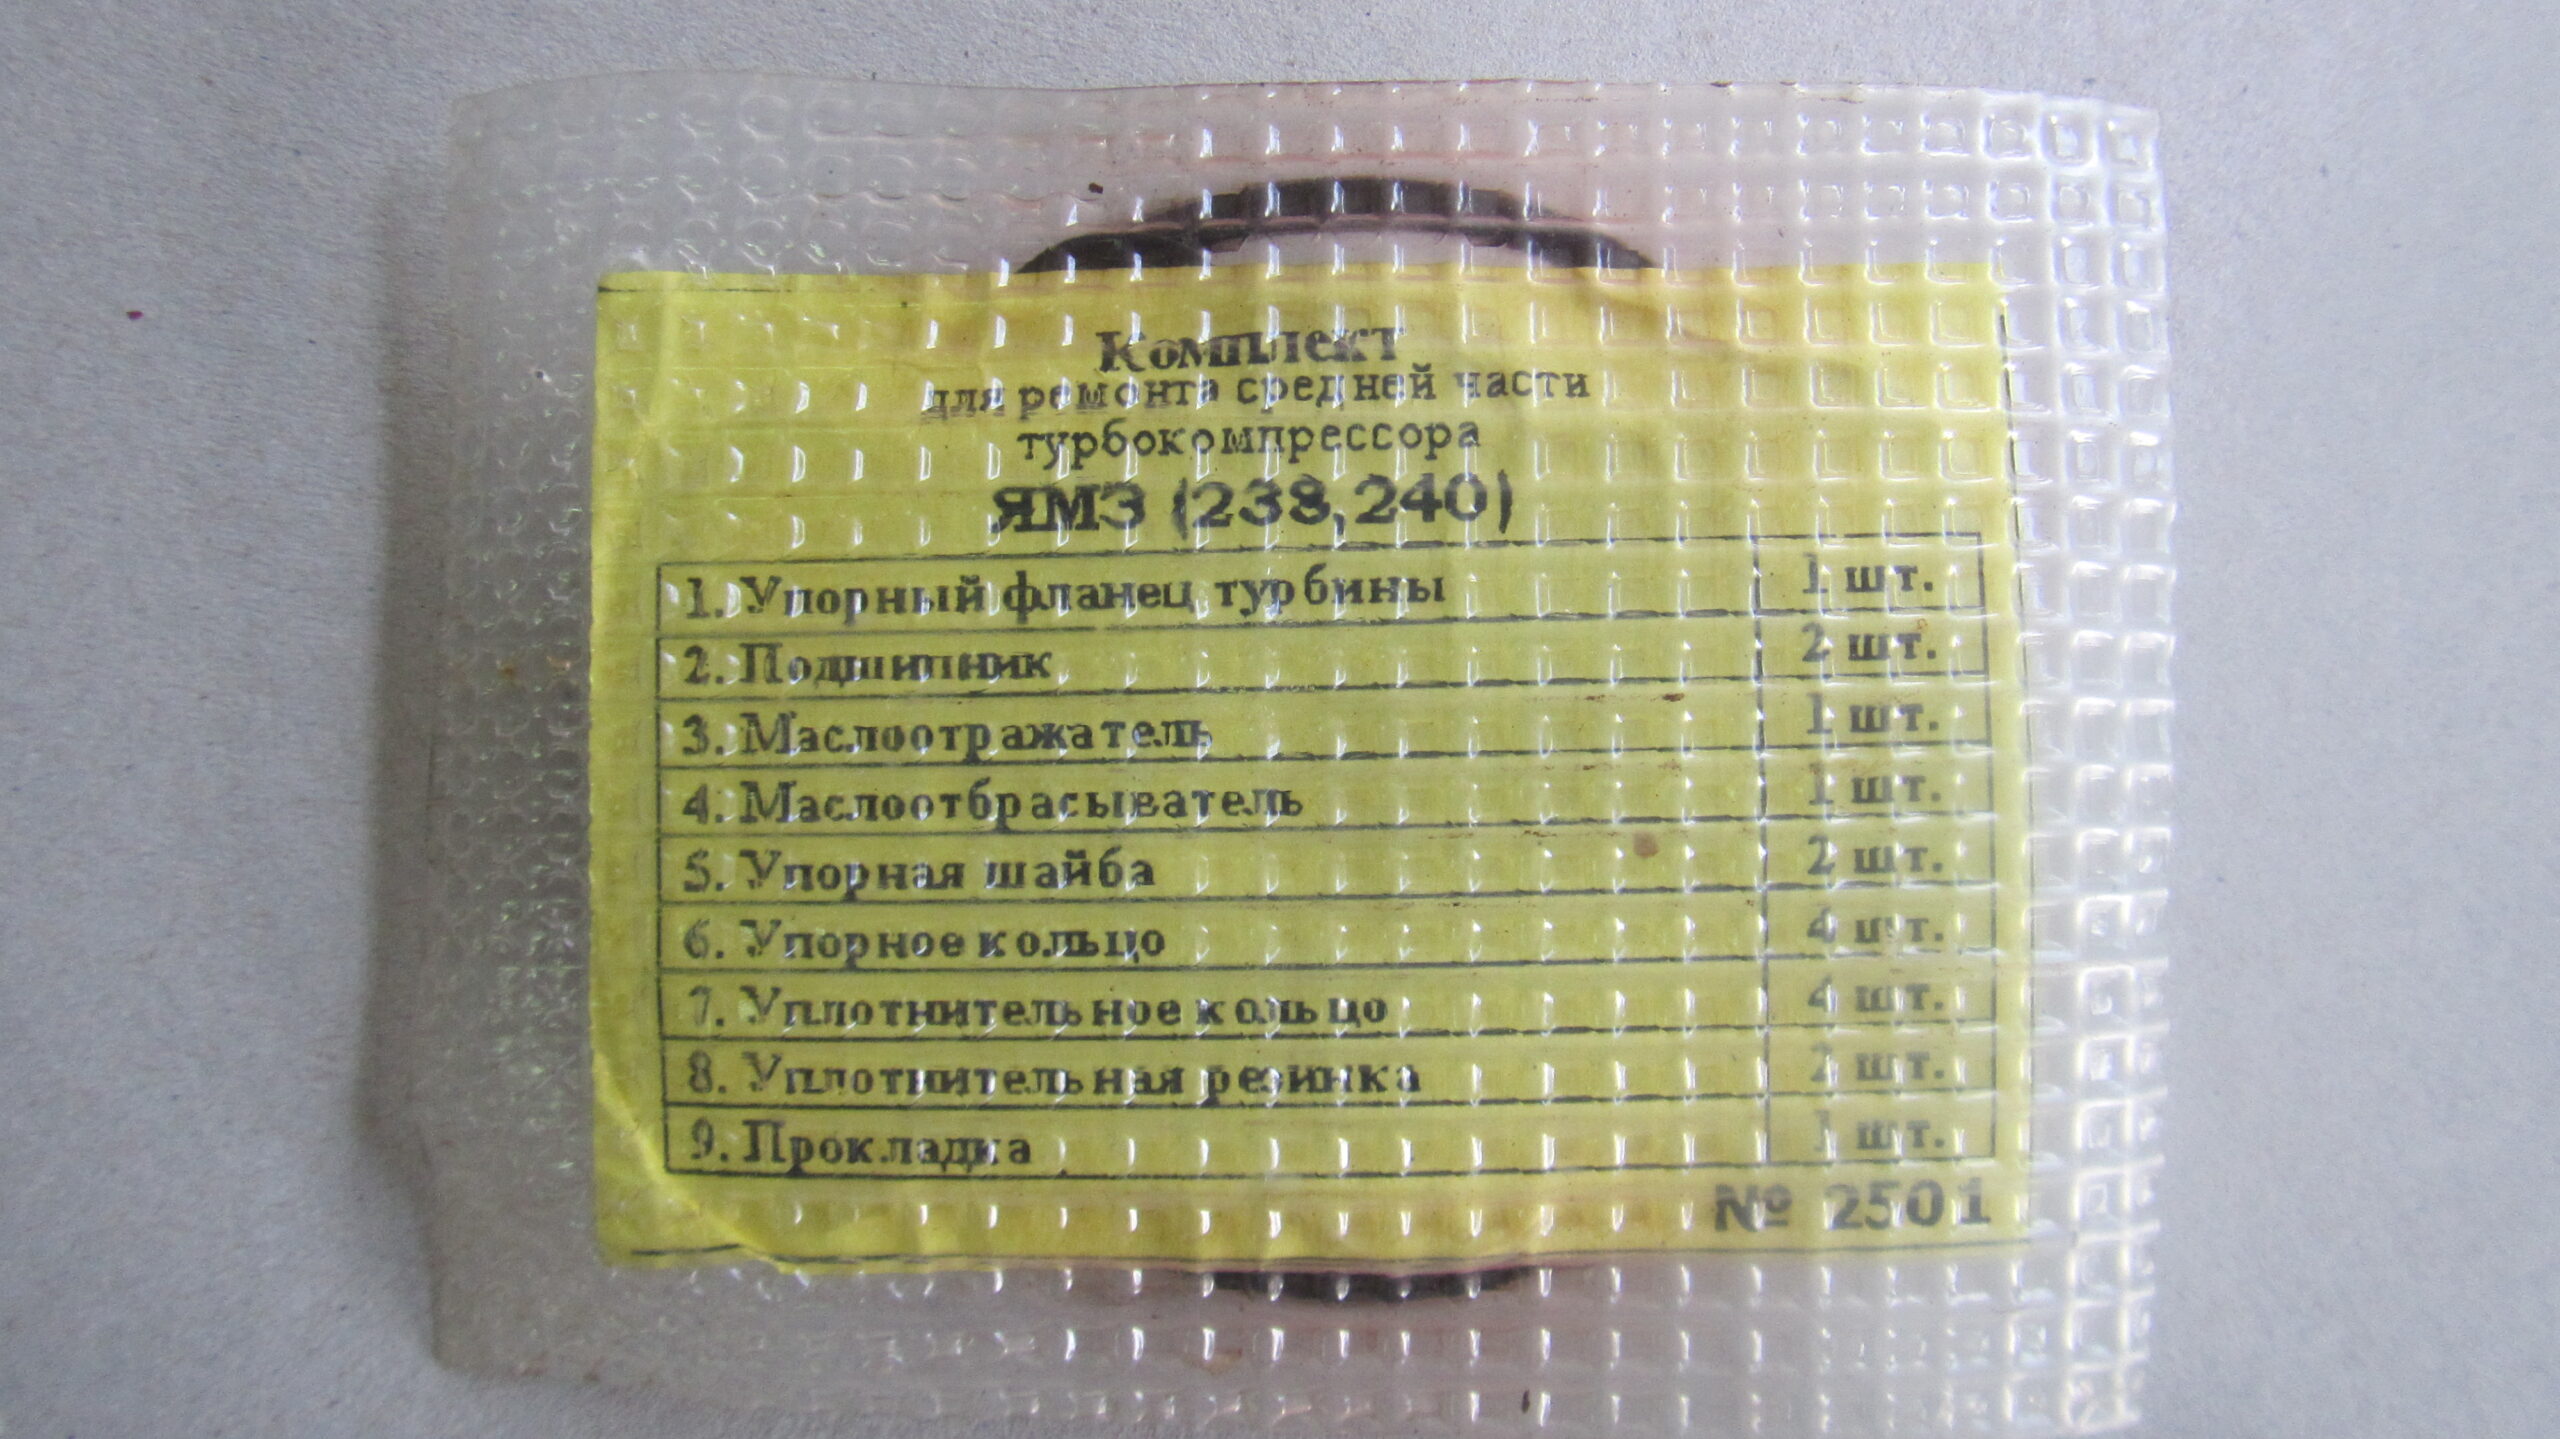 Комплект
для ремонта средней части
турбокомпрессора
ЯМЗ (238,240)
1. Упорный фланец турбины 1 шт.
2. Подшипник 2 шт.
3. Маслоотражатель 1 шт.
4. Маслоотбрасыватель 1 шт.
5. Упорная шайба 2 шт.
6. Упорное кольцо 4 шт.
7. Уплотнительное кольцо 4 шт.
8. Уплотнительная резинка 2 шт.
9. Прокладка 1 шт.
№ 2501